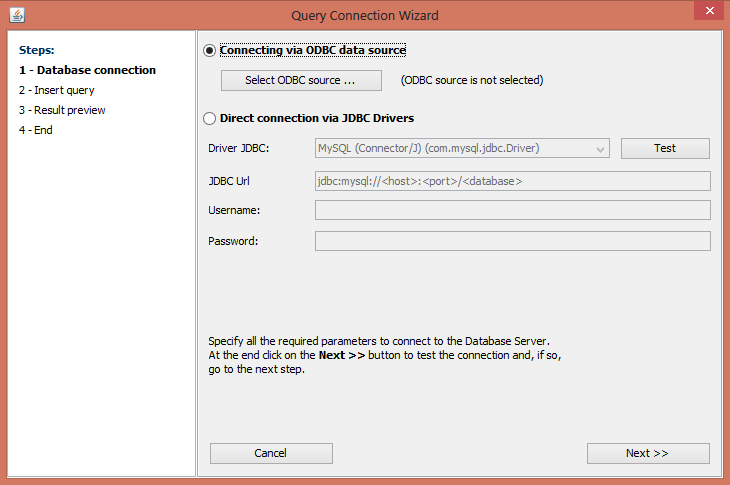 Query Connection Wizard
Steps:
1 - Database connection
2 - Insert query
3 - Result preview
4 - End
Connecting via ODBC data source
Select ODBC source ... (ODBC source is not selected)
Direct connection via JDBC Drivers
Driver JDBC: MySQL (Connector/J) (com.mysql.jdbc.Driver) Test
JDBC Url jdbc:mysql://<host>:<port>/<database>
Username:
Password:
Specify all the required parameters to connect to the Database Server.
At the end click on the Next >> button to test the connection and, if so,
go to the next step.
Cancel Next >>